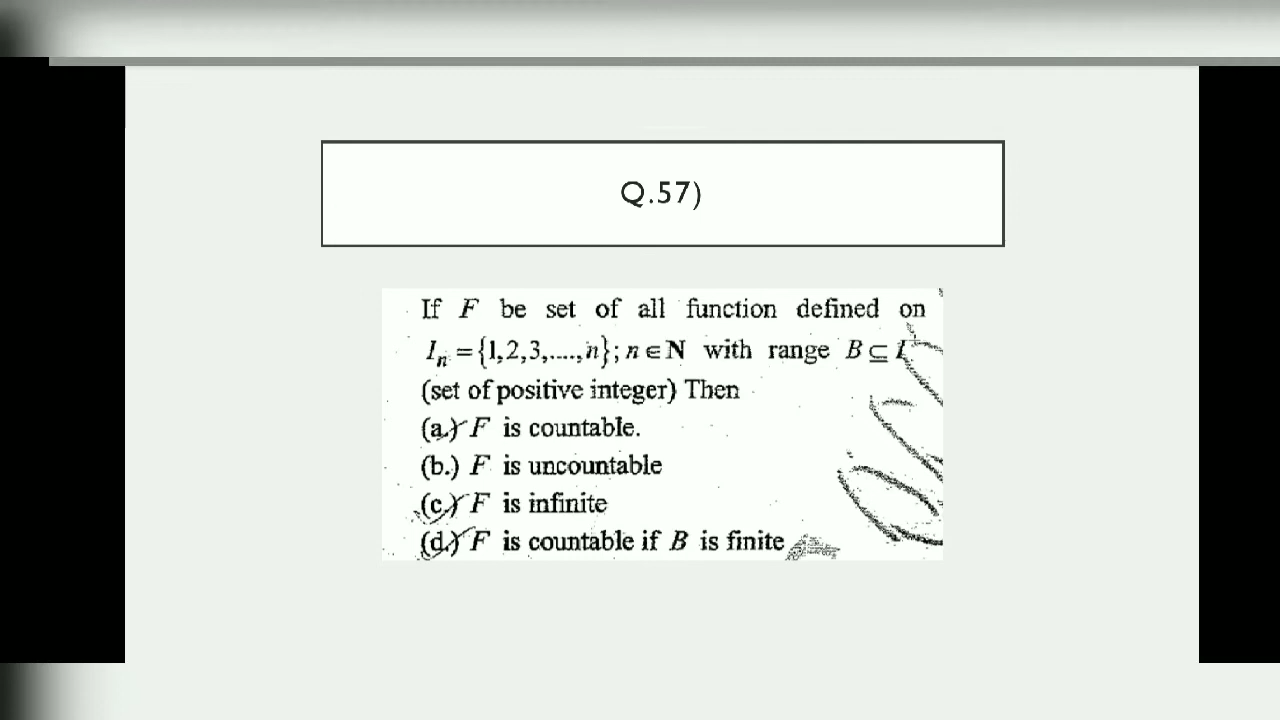 Q.57)
If F be set of all function defined on
Iₙ = {1,2,3,....,n}; n ∈ N with range B ⊆
(set of positive integer) Then
(a.) F is countable.
(b.) F is uncountable
(c.) F is infinite
(d.) F is countable if B is finite